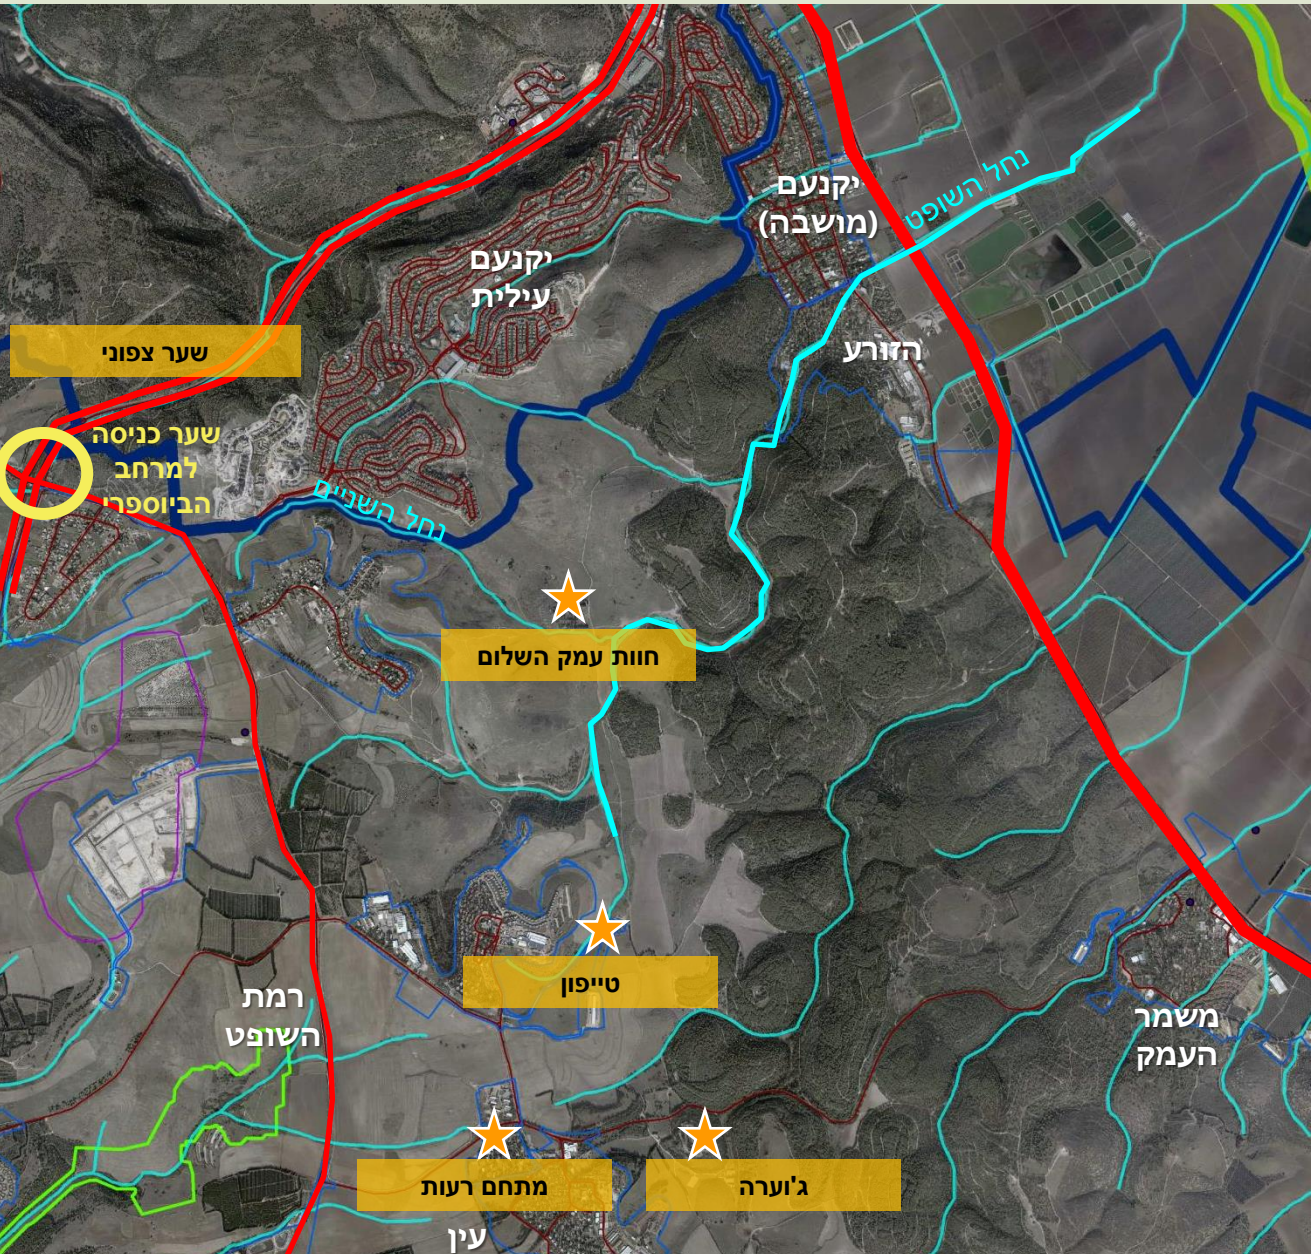 נחל השופט
יקנעם
(מושבה)
יקנעם
עילית
שער צפוני
הזורע
שער כניסה
למרחב
הביוספרי
נחל השניים
חוות עמק השלום
טייפון
רמת
השופט
משמר
העמק
מתחם רעות
ג'וערה
עין